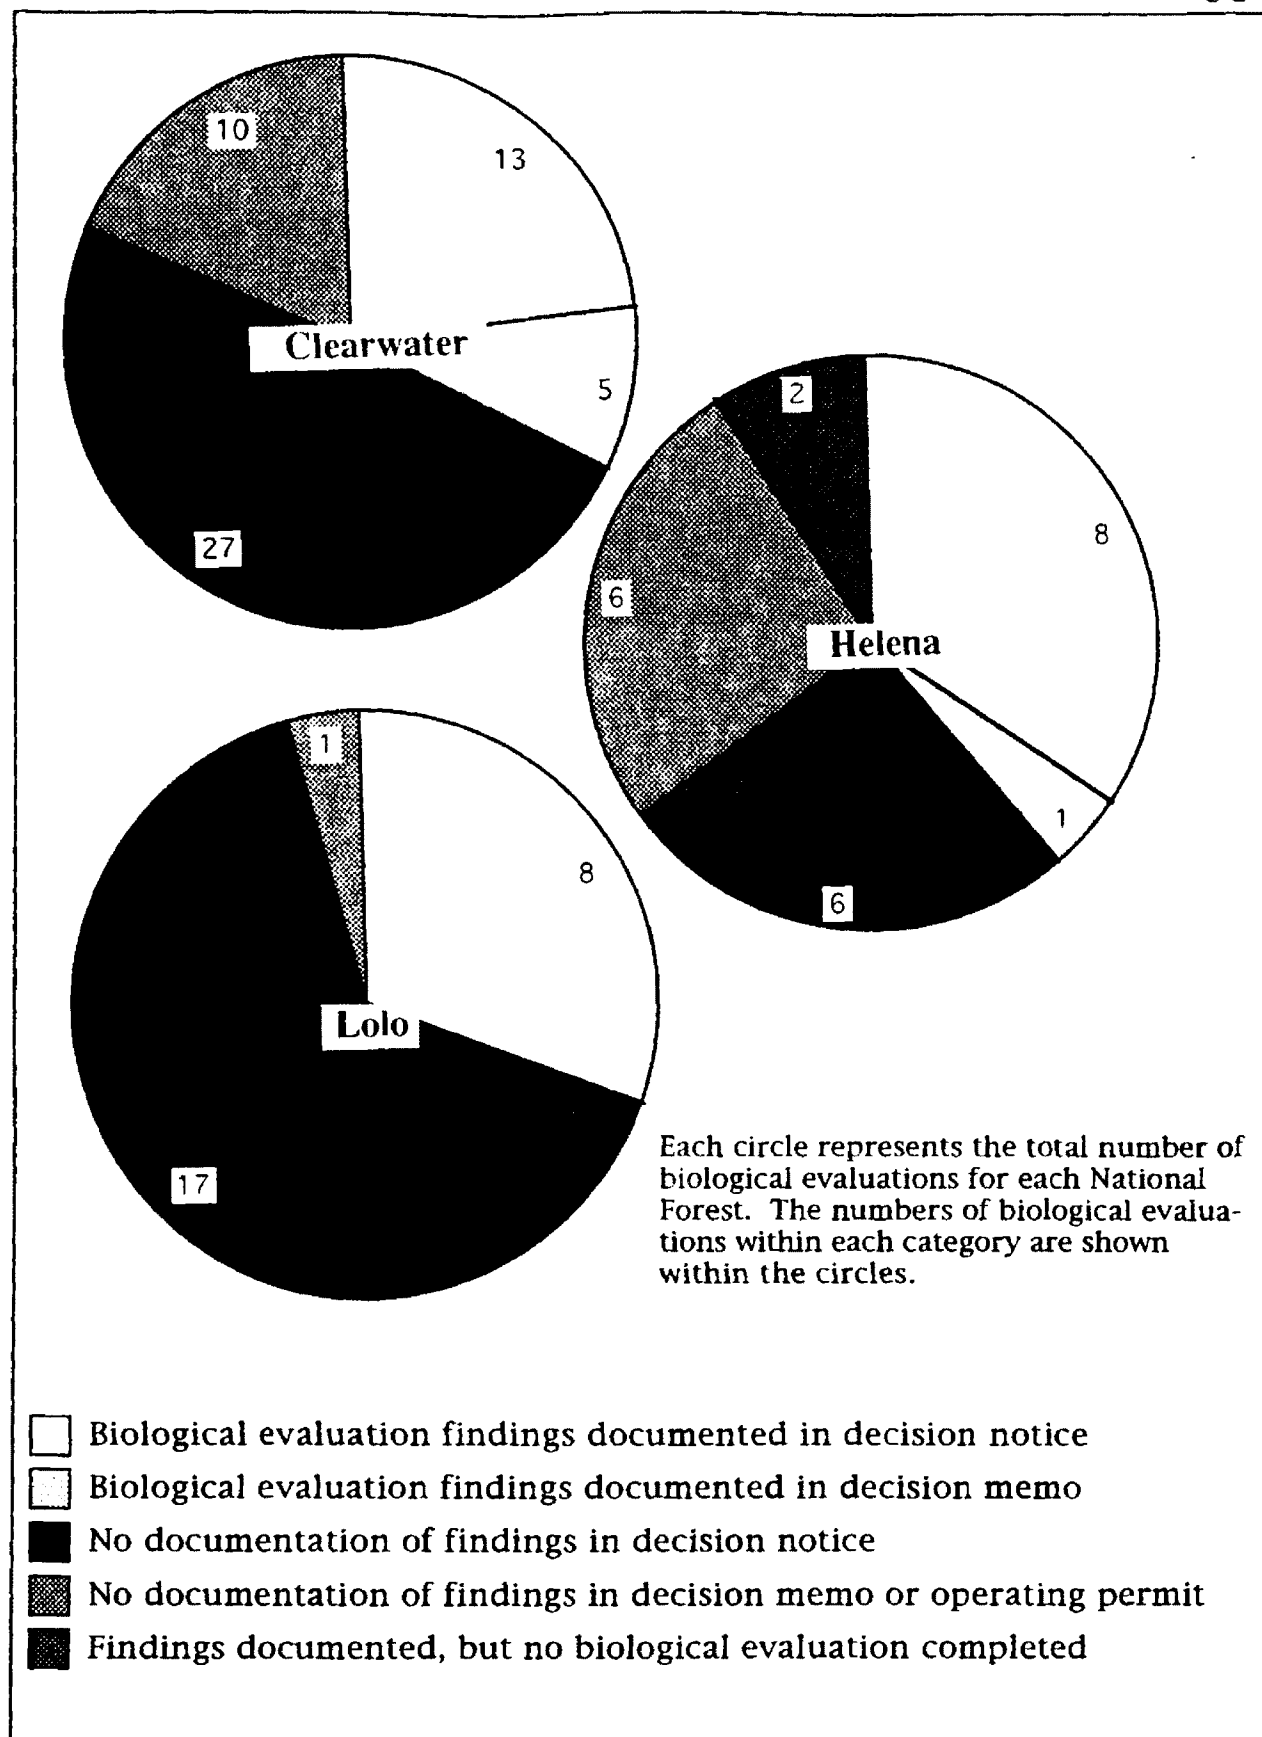 10
13
Clearwater
5
27
2
8
6
Helena
1
6
1
8
Lolo
17
Each circle represents the total number of
biological evaluations for each National
Forest. The numbers of biological evalua-
tions within each category are shown
within the circles.
Biological evaluation findings documented in decision notice
Biological evaluation findings documented in decision memo
No documentation of findings in decision notice
No documentation of findings in decision memo or operating permit
Findings documented, but no biological evaluation completed